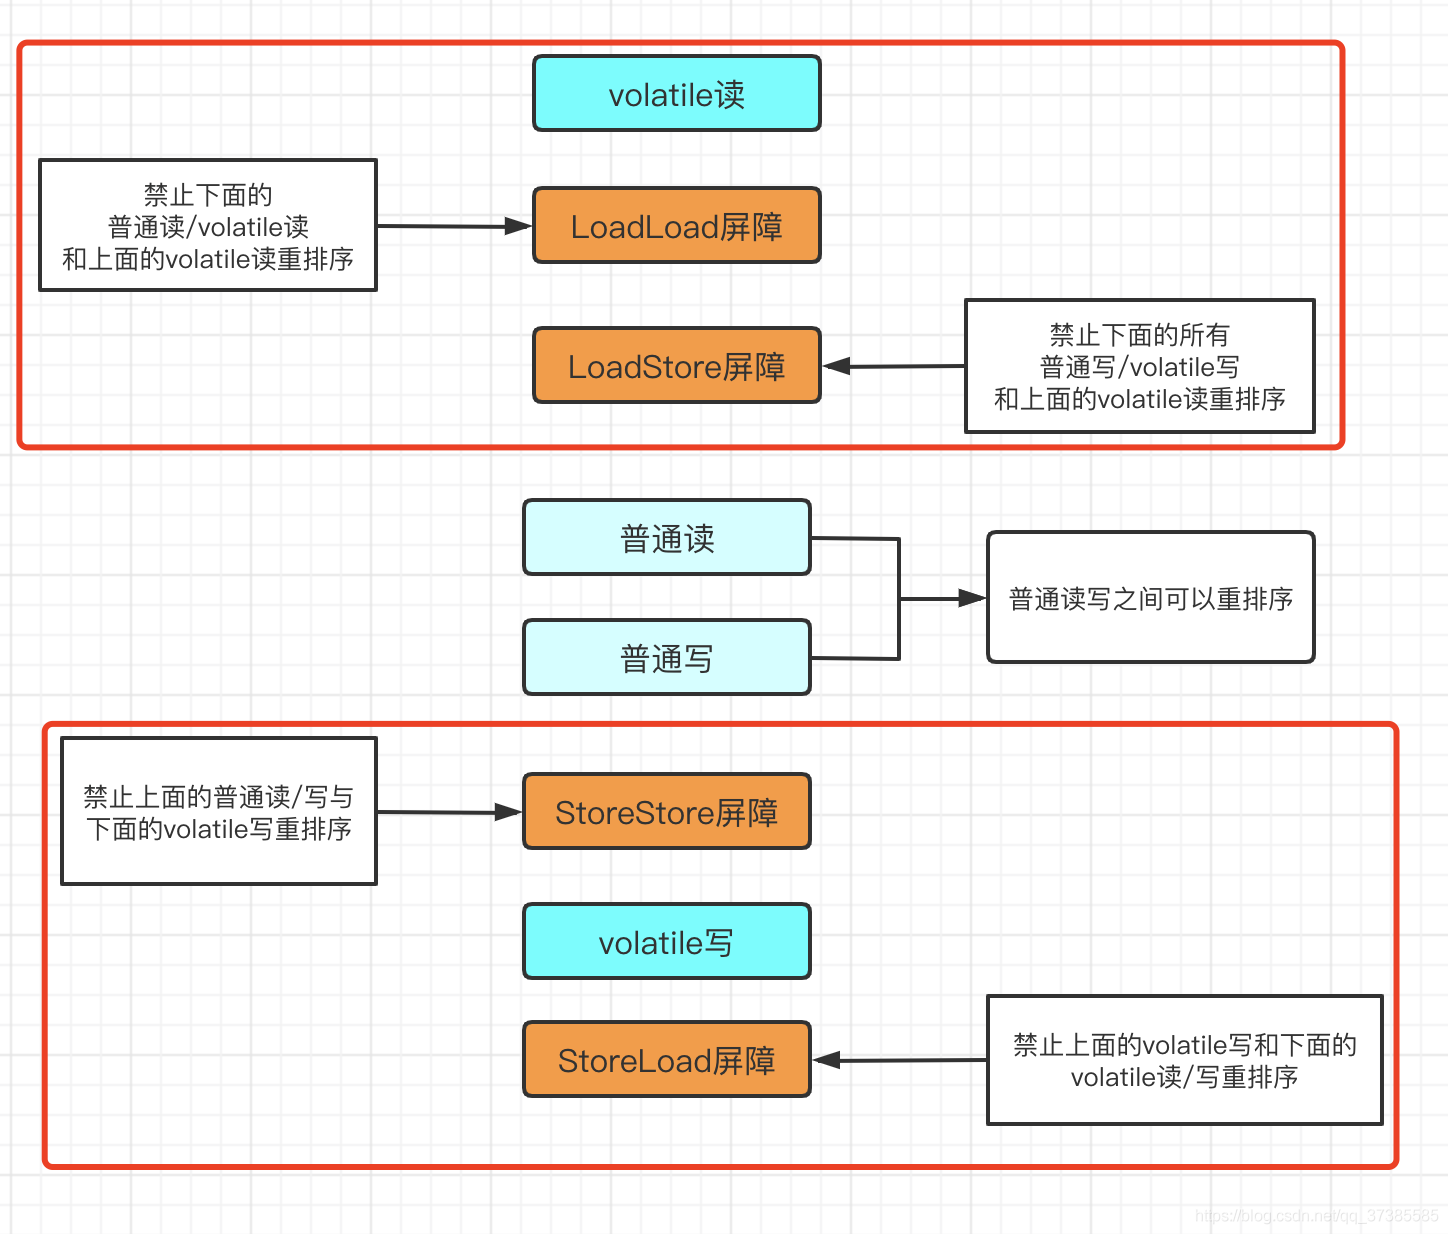 volatile读
禁止下面的
普通读/volatile读
和上面的volatile读重排序
LoadLoad屏障
LoadStore屏障
禁止下面的所有
普通写/volatile写
和上面的volatile读重排序
普通读
普通读写之间可以重排序
普通写
禁止上面的普通读/写与
下面的volatile写重排序
StoreStore屏障
volatile写
StoreLoad屏障
禁止上面的volatile写和下面的
volatile读/写重排序
https://blog.csdn.net/qq_37385585